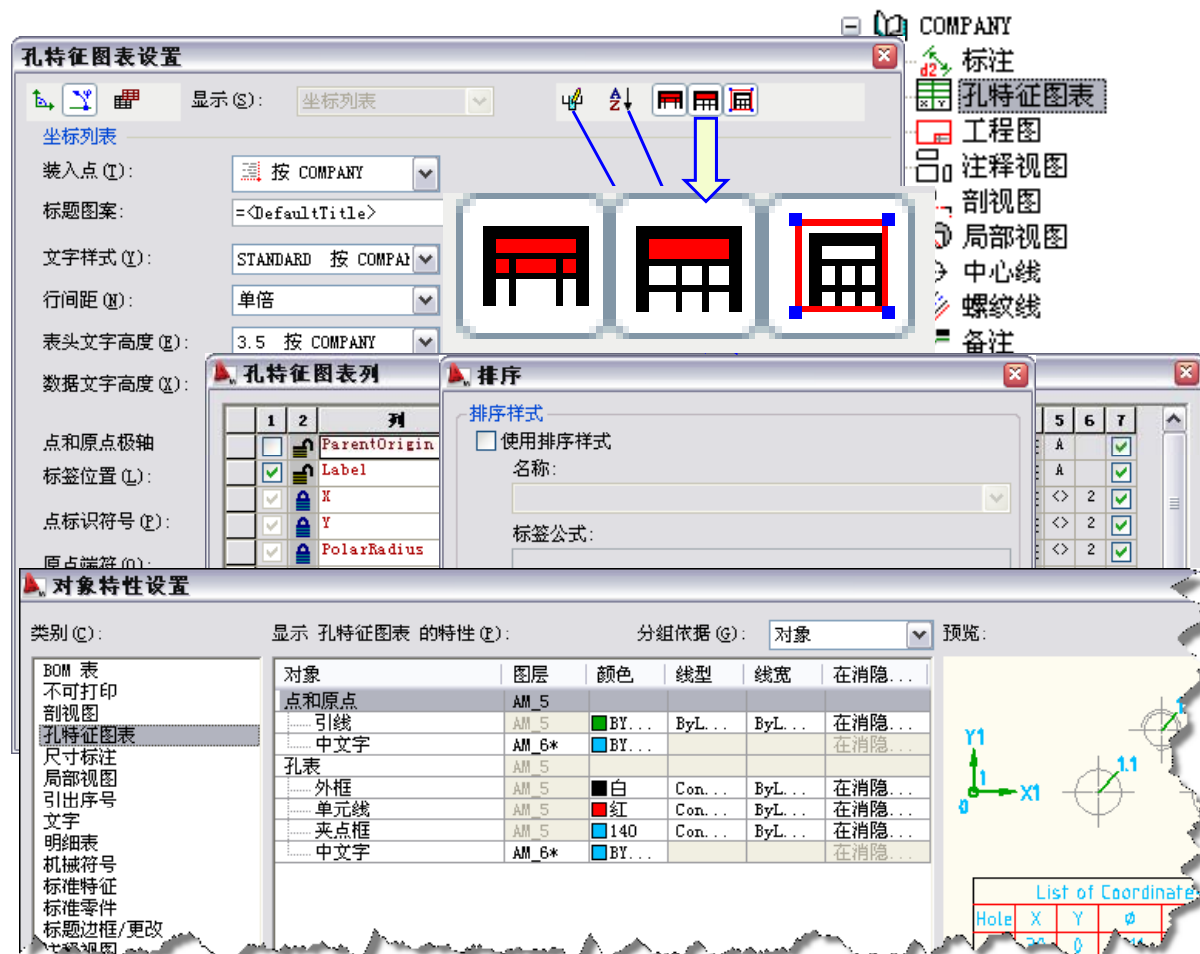 COMPANY
标注
d2
孔特征图表
工程图
注释视图
剖视图
局部视图
中心线
螺纹线
备注
孔特征图表设置
显示(S): 坐标列表
坐标列表
装入点(T): 按 COMPANY
标题图案: =<DefaultTitle>
文字样式(Y): STANDARD 按 COMPAN
行间距(N): 单倍
表头文字高度(E): 3.5 按 COMPANY
数据文字高度(X):
点和原点极轴
标签位置(L):
点标识符号(P):
原点端符(O):
孔特征图表列
1 2 列
ParentOrigin
Label
X
Y
PolarRadius
排序
排序样式
使用排序样式
名称:
标签公式:
5 6 7
A
A
<> 2
<> 2
<> 2
对象特性设置
类别(C):
BOM 表
不可打印
剖视图
孔特征图表
尺寸标注
局部视图
引出序号
文字
明细表
机械符号
标准特征
标准零件
标题边框/更改
注释视图
显示 孔特征图表 的特性(P):
分组依据(G): 对象
对象 图层 颜色 线型 线宽 在消隐...
点和原点 AM_5
引线 AM_5 BY... ByL... ByL... 在消隐...
中文字 AM_6* BY... 在消隐...
孔表 AM_5
外框 AM_5 白 Con... ByL... 在消隐...
单元线 AM_5 红 Con... ByL... 在消隐...
夹点框 AM_5 140 Con... ByL... 在消隐...
中文字 AM_6* BY... 在消隐...
预览:
Y1
1
X1
0
1.1
List of Coordinate
Hole X Y Ø